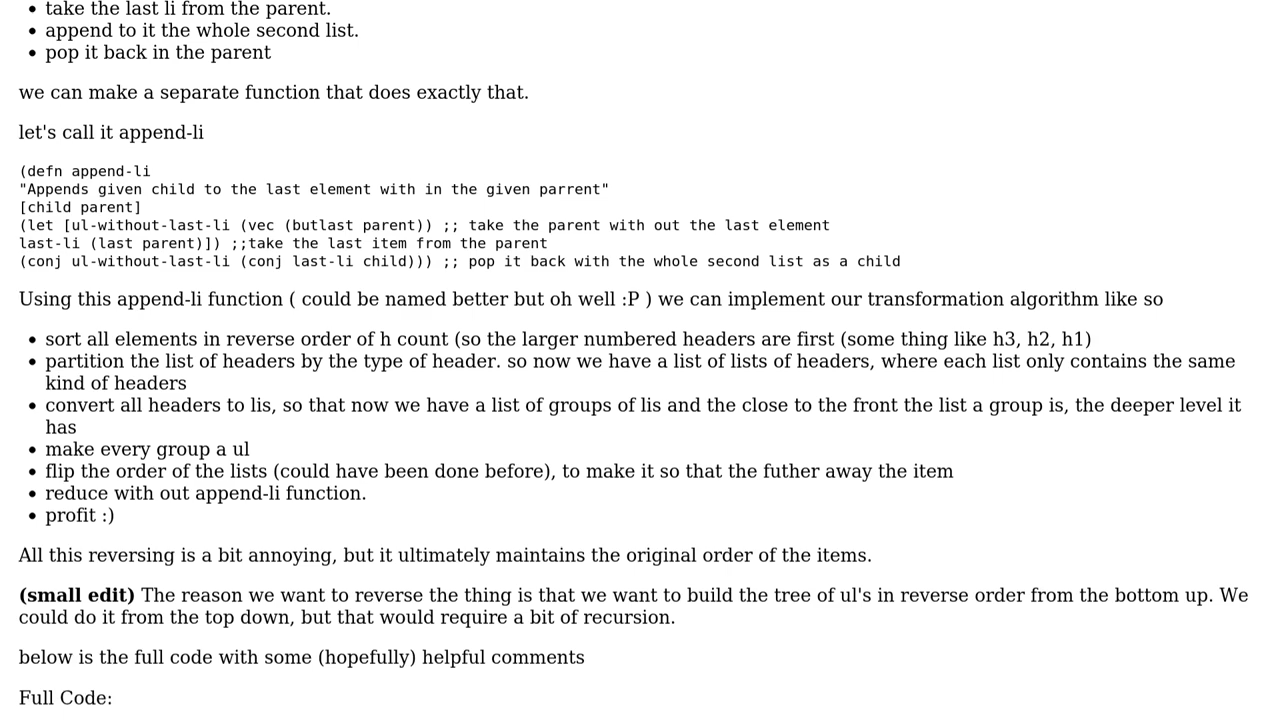 • take the last li from the parent.
• append to it the whole second list.
• pop it back in the parent
we can make a separate function that does exactly that.
let's call it append-li
(defn append-li
"Appends given child to the last element with in the given parrent"
[child parent]
(let [ul-without-last-li (vec (butlast parent)) ;; take the parent with out the last element
last-li (last parent)]) ;;take the last item from the parent
(conj ul-without-last-li (conj last-li child))) ;; pop it back with the whole second list as a child
Using this append-li function ( could be named better but oh well :P ) we can implement our transformation algorithm like so
• sort all elements in reverse order of h count (so the larger numbered headers are first (some thing like h3, h2, h1)
• partition the list of headers by the type of header. so now we have a list of lists of headers, where each list only contains the same
kind of headers
• convert all headers to lis, so that now we have a list of groups of lis and the close to the front the list a group is, the deeper level it
has
• make every group a ul
• flip the order of the lists (could have been done before), to make it so that the futher away the item
• reduce with out append-li function.
• profit :)
All this reversing is a bit annoying, but it ultimately maintains the original order of the items.
(small edit) The reason we want to reverse the thing is that we want to build the tree of ul's in reverse order from the bottom up. We
could do it from the top down, but that would require a bit of recursion.
below is the full code with some (hopefully) helpful comments
Full Code: